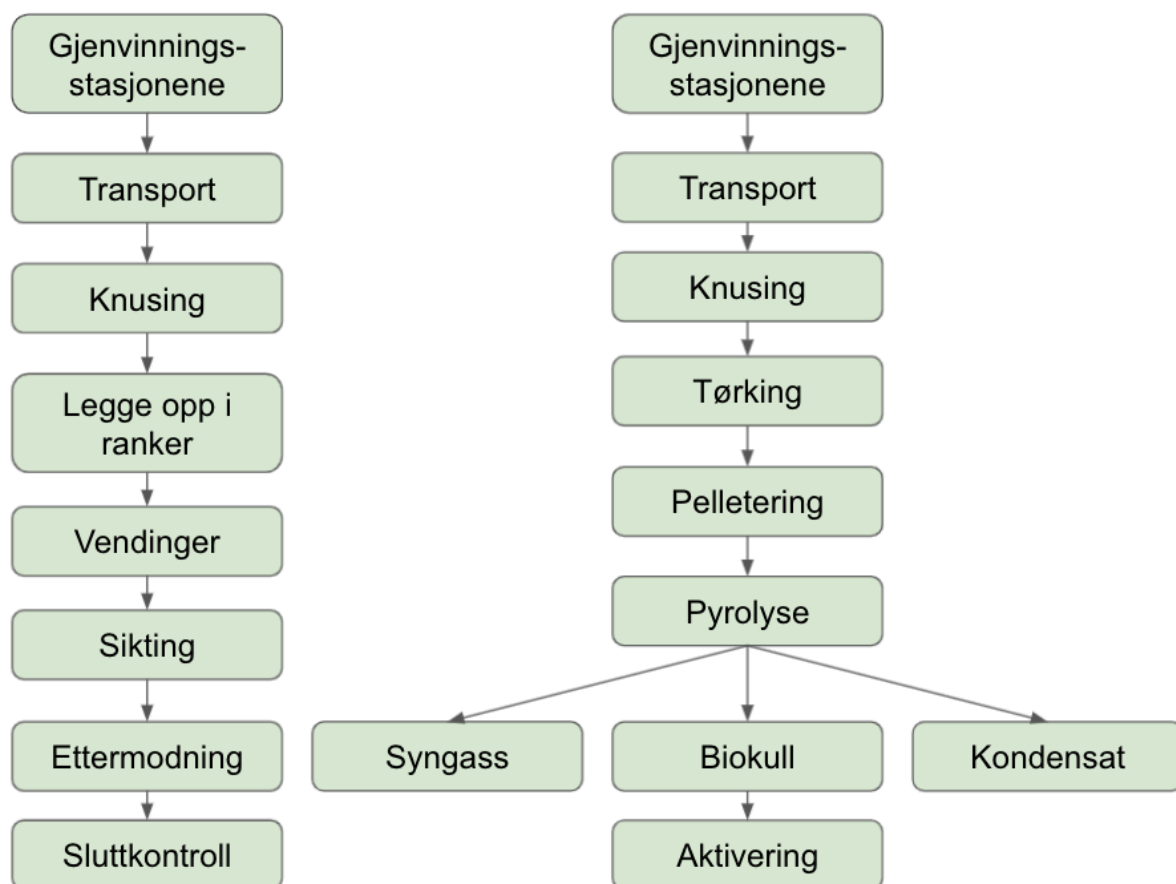 Gjenvinnings-
stasjonene
Transport
Knusing
Legge opp i
ranker
Vendinger
Sikting
Ettermodning
Sluttkontroll
Gjenvinnings-
stasjonene
Transport
Knusing
Tørking
Pelletering
Pyrolyse
Syngass
Biokull
Kondensat
Aktivering